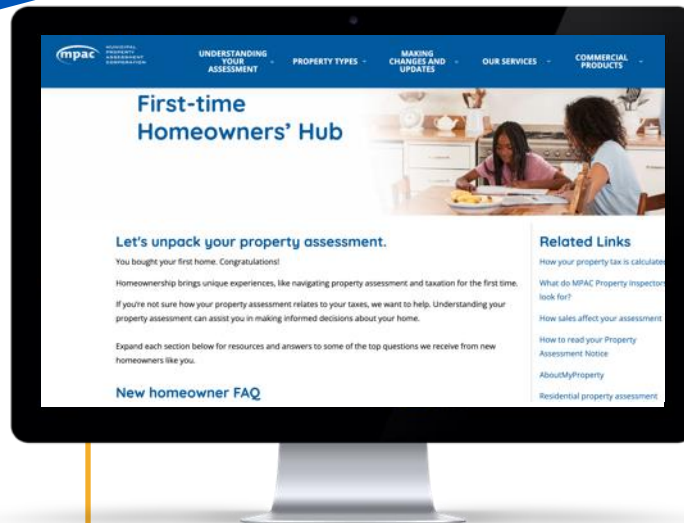 mpac
MUNICIPAL
PROPERTY
ASSESSMENT
CORPORATION
UNDERSTANDING
YOUR
ASSESSMENT
PROPERTY TYPES
MAKING
CHANGES AND
UPDATES
OUR SERVICES
COMMERCIAL
PRODUCTS
First-time
Homeowners' Hub
Let's unpack your property assessment.
You bought your first home. Congratulations!
Homeownership brings unique experiences, like navigating property assessment and taxation for the first time.
If you're not sure how your property assessment relates to your taxes, we want to help. Understanding your
property assessment can assist you in making informed decisions about your home.
Expand each section below for resources and answers to some of the top questions we receive from new
homeowners like you.
New homeowner FAQ
Related Links
How your property tax is calculated
What do MPAC Property Inspectors
look for?
How sales affect your assessment
How to read your Property
Assessment Notice
AboutMyProperty
Residential property assessment